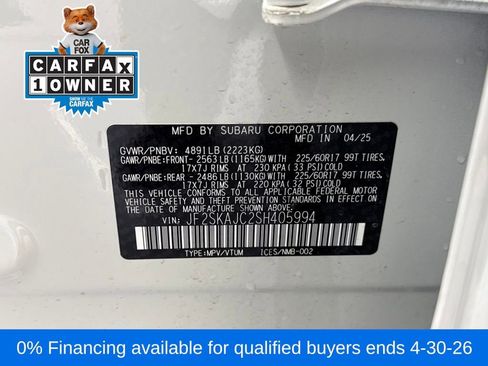 CAR
FOX
CARFAX
1 OWNER
SHOW ME THE
CARFAX
MFD BY SUBARU CORPORATION
MFD IN 04/25
GVWR/PNBV: 4891LB (2223KG)
GAWR/PNBE:FRONT- 2563LB (1165KG) WITH 225/60R17 99T TIRES,
17x7J RIMS AT 230 KPA (33 PSI) COLD
GAWR/PNBE:REAR - 2486LB (1130KG) WITH 225/60R17 99T TIRES,
17x7J RIMS AT 220 KPA (32 PSI) COLD
THIS VEHICLE CONFORMS TO ALL APPLICABLE FEDERAL MOTOR
VEHICLE SAFETY STANDARDS IN EFFECT ON THE
DATE OF MANUFACTURE SHOWN ABOVE.
VIN: JF2SKAJC2SH405994
TYPE:MPV/VTUM ICES/NMB-002
0% Financing available for qualified buyers ends 4-30-26